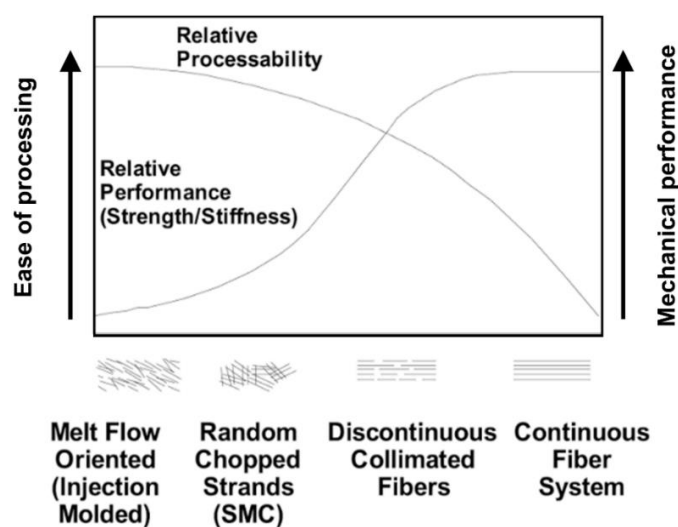 Relative
Processability
Ease of processing
Relative
Performance
(Strength/Stiffness)
Mechanical performance
Melt Flow
Oriented
(Injection
Molded)
Random
Chopped
Strands
(SMC)
Discontinuous
Collimated
Fibers
Continuous
Fiber
System